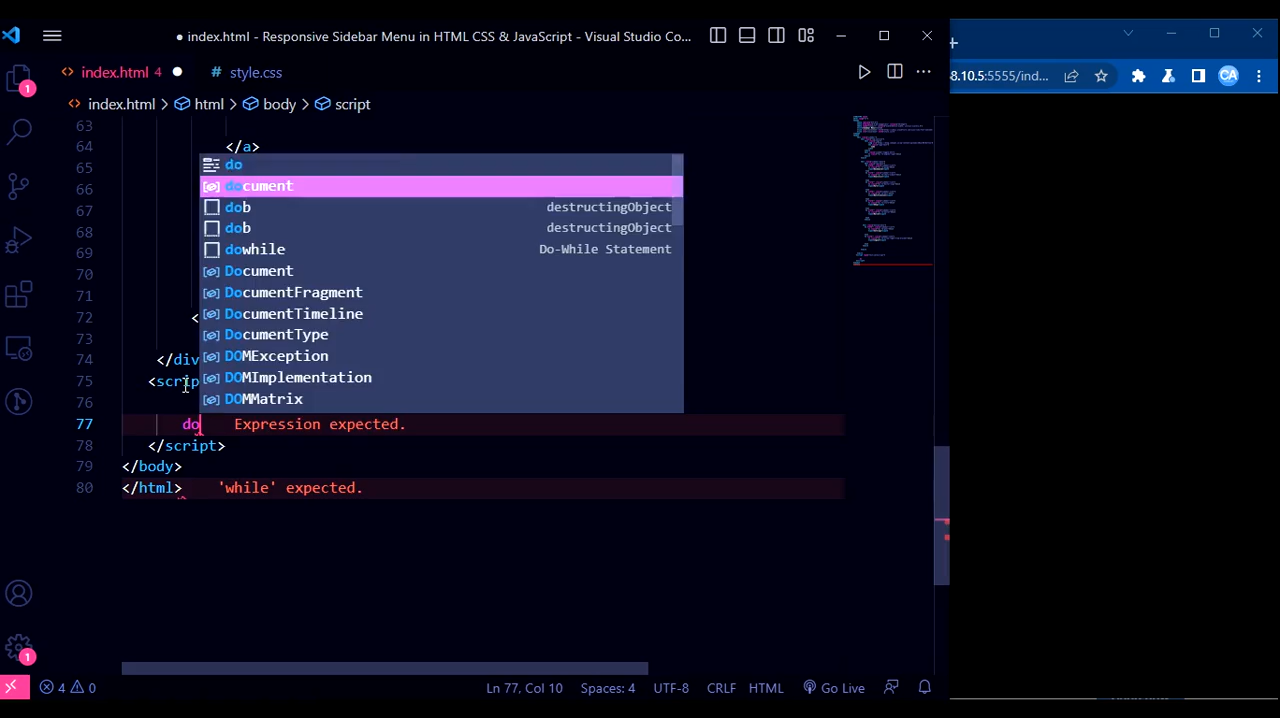 index.html - Responsive Sidebar Menu in HTML CSS & JavaScript - Visual Studio Co...
index.html 4
# style.css
8.10.5:5555/ind...
CA
index.html > html > body > script
63
64 </a>
65
66
67
68
69
70
71
72 <
73
74 </div
75 <scrip
76
77 do Expression expected.
78 </script>
79 </body>
80 </html> 'while' expected.
do
document
dob destructingObject
dob destructingObject
dowhile Do-While Statement
Document
DocumentFragment
DocumentTimeline
DocumentType
DOMException
DOMImplementation
DOMMatrix
1
1
4 0
Ln 77, Col 10
Spaces: 4
UTF-8
CRLF
HTML
Go Live